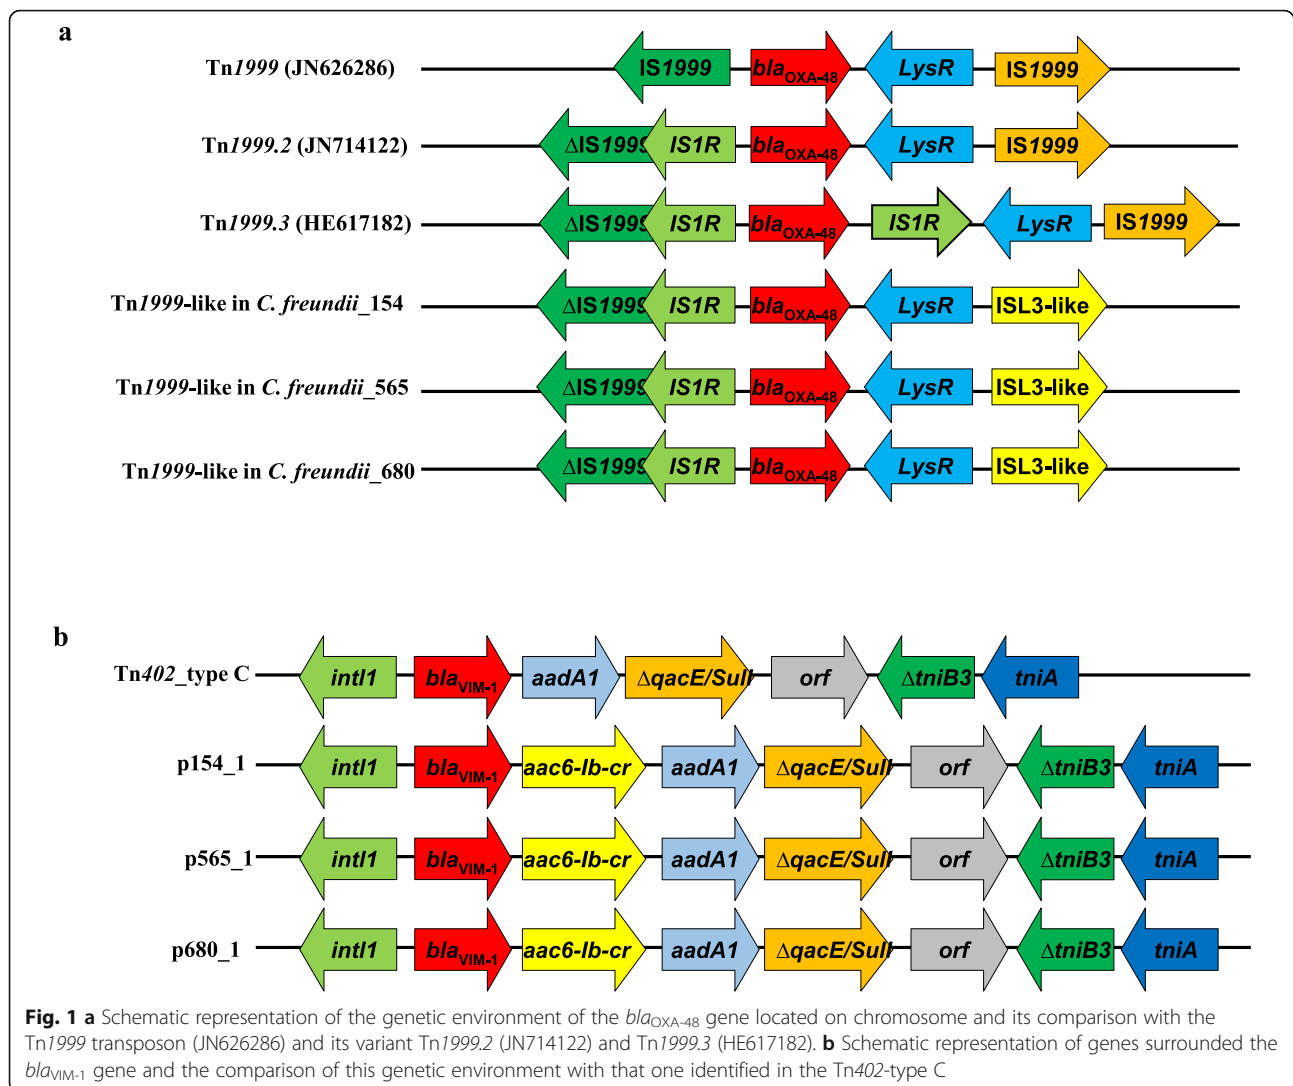 a
Tn1999 (JN626286) IS1999 blaOXA-48 LysR IS1999
Tn1999.2 (JN714122) ΔIS1999 IS1R blaOXA-48 LysR IS1999
Tn1999.3 (HE617182) ΔIS1999 IS1R blaOXA-48 IS1R LysR IS1999
Tn1999-like in C. freundii_154 ΔIS1999 IS1R blaOXA-48 LysR ISL3-like
Tn1999-like in C. freundii_565 ΔIS1999 IS1R blaOXA-48 LysR ISL3-like
Tn1999-like in C. freundii_680 ΔIS1999 IS1R blaOXA-48 LysR ISL3-like
b
Tn402_type C intI1 blaVIM-1 aadA1 ΔqacE/SulI orf ΔtniB3 tniA
p154_1 intI1 blaVIM-1 aac6-Ib-cr aadA1 ΔqacE/SulI orf ΔtniB3 tniA
p565_1 intI1 blaVIM-1 aac6-Ib-cr aadA1 ΔqacE/SulI orf ΔtniB3 tniA
p680_1 intI1 blaVIM-1 aac6-Ib-cr aadA1 ΔqacE/SulI orf ΔtniB3 tniA
Fig. 1 a Schematic representation of the genetic environment of the blaOXA-48 gene located on chromosome and its comparison with the
Tn1999 transposon (JN626286) and its variant Tn1999.2 (JN714122) and Tn1999.3 (HE617182). b Schematic representation of genes surrounded the
blaVIM-1 gene and the comparison of this genetic environment with that one identified in the Tn402-type C